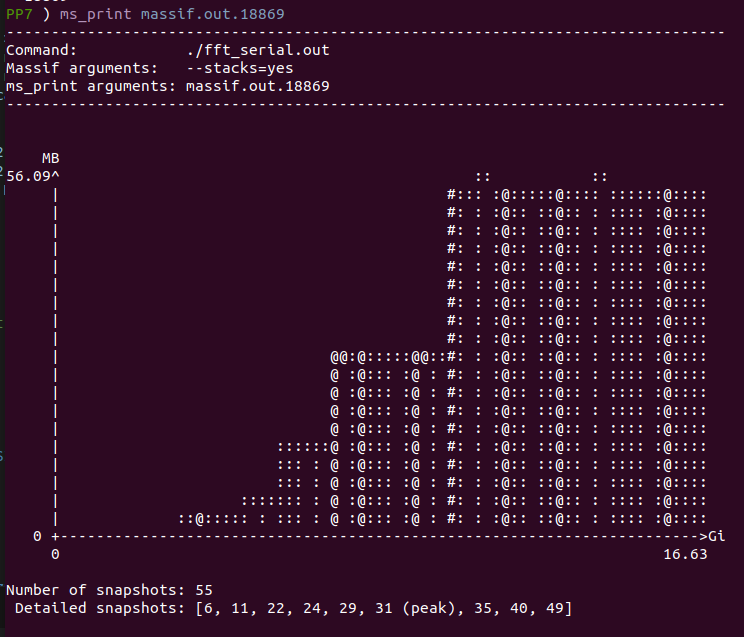 PP7 ) ms_print massif.out.18869
--------------------------------------------------------------------------------
Command:            ./fft_serial.out
Massif arguments:   --stacks=yes
ms_print arguments: massif.out.18869
--------------------------------------------------------------------------------
    MB
56.09^                                              ::           ::
     |                                           #::: :@:::::@:::: ::::::@::::
     |                                           #: : :@:: ::@:: : :::: :@::::
     |                                           #: : :@:: ::@:: : :::: :@::::
     |                                           #: : :@:: ::@:: : :::: :@::::
     |                                           #: : :@:: ::@:: : :::: :@::::
     |                                           #: : :@:: ::@:: : :::: :@::::
     |                                           #: : :@:: ::@:: : :::: :@::::
     |                                           #: : :@:: ::@:: : :::: :@::::
     |                                           #: : :@:: ::@:: : :::: :@::::
     |                              @@:@:::::@@::#: : :@:: ::@:: : :::: :@::::
     |                              @ :@::: :@ : #: : :@:: ::@:: : :::: :@::::
     |                              @ :@::: :@ : #: : :@:: ::@:: : :::: :@::::
     |                              @ :@::: :@ : #: : :@:: ::@:: : :::: :@::::
     |                              @ :@::: :@ : #: : :@:: ::@:: : :::: :@::::
     |                        ::::::@ :@::: :@ : #: : :@:: ::@:: : :::: :@::::
     |                        ::: : @ :@::: :@ : #: : :@:: ::@:: : :::: :@::::
     |                        ::: : @ :@::: :@ : #: : :@:: ::@:: : :::: :@::::
     |                    ::::::: : @ :@::: :@ : #: : :@:: ::@:: : :::: :@::::
     |             ::@::::: : ::: : @ :@::: :@ : #: : :@:: ::@:: : :::: :@::::
   0 +----------------------------------------------------------------------->Gi
     0                                                                   16.63
Number of snapshots: 55
 Detailed snapshots: [6, 11, 22, 24, 29, 31 (peak), 35, 40, 49]